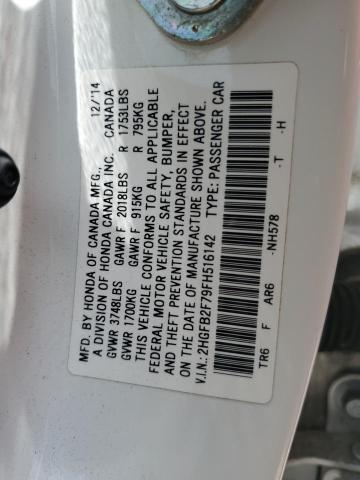 MFD. BY HONDA OF CANADA MFG., 12/'14
A DIVISION OF HONDA CANADA INC. CANADA
GVWR 3748LBS GAWR F 2018LBS R 1753LBS
GVWR 1700KG GAWR F 915KG R 795KG
THIS VEHICLE CONFORMS TO ALL APPLICABLE
FEDERAL MOTOR VEHICLE SAFETY, BUMPER,
AND THEFT PREVENTION STANDARDS IN EFFECT
ON THE DATE OF MANUFACTURE SHOWN ABOVE.
V.I.N.: 2HGFB2F79FH516142 TYPE: PASSENGER CAR
TR6 F AR6 -NH578 -T -H